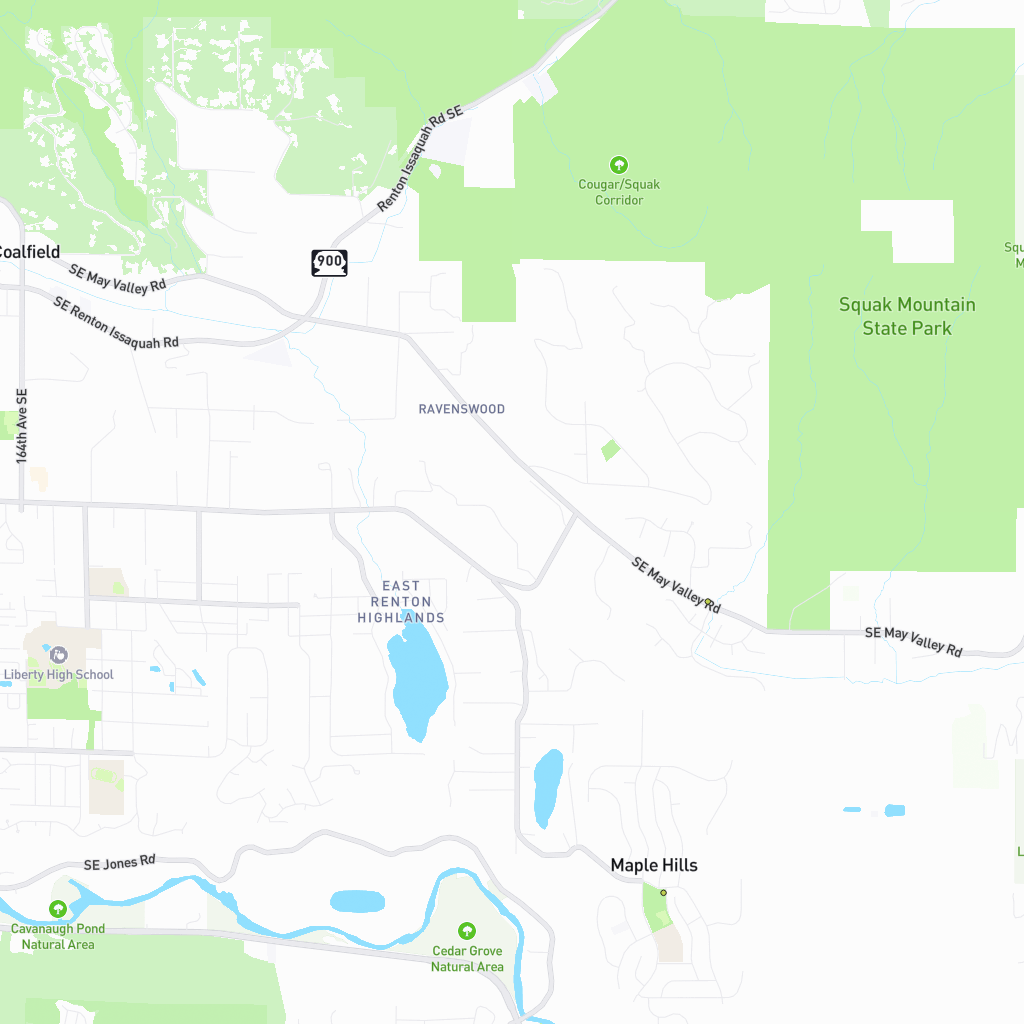 Renton Issaquah Rd SE
Cougar/Squak
Corridor
900
Coalfield
SE May Valley Rd
Squ
M
SE Renton Issaquah Rd
Squak Mountain
State Park
164th Ave SE
RAVENSWOOD
EAST
RENTON
HIGHLANDS
SE May Valley Rd
SE May Valley Rd
Liberty High School
SE Jones Rd
Maple Hills
L
Cavanaugh Pond
Natural Area
Cedar Grove
Natural Area